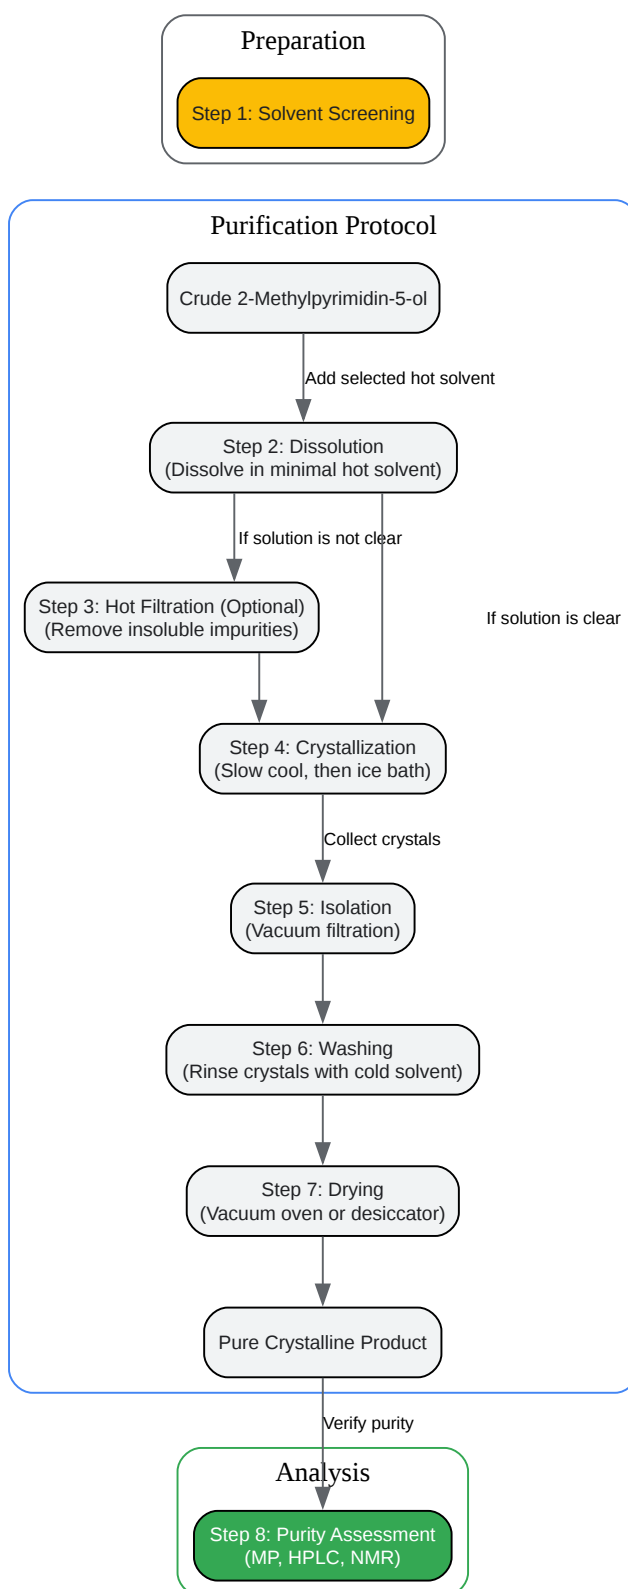 Preparation
Step 1: Solvent Screening
Purification Protocol
Crude 2-Methylpyrimidin-5-ol
Add selected hot solvent
Step 2: Dissolution
(Dissolve in minimal hot solvent)
If solution is not clear
Step 3: Hot Filtration (Optional)
(Remove insoluble impurities)
If solution is clear
Step 4: Crystallization
(Slow cool, then ice bath)
Collect crystals
Step 5: Isolation
(Vacuum filtration)
Step 6: Washing
(Rinse crystals with cold solvent)
Step 7: Drying
(Vacuum oven or desiccator)
Pure Crystalline Product
Verify purity
Analysis
Step 8: Purity Assessment
(MP, HPLC, NMR)